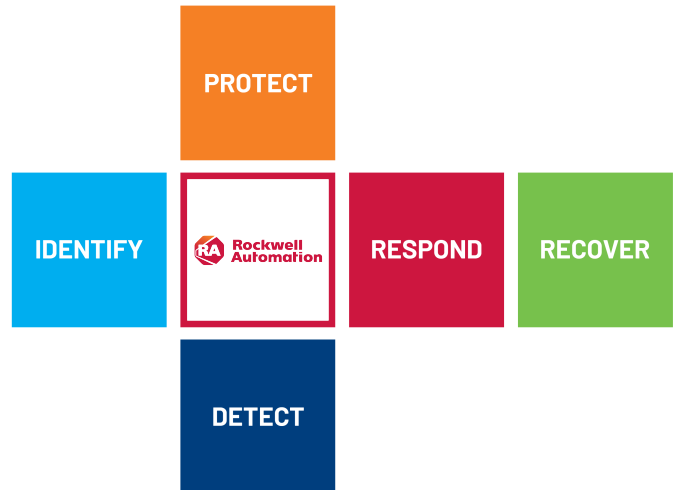 PROTECT
IDENTIFY
RA
Rockwell
Automation
RESPOND
RECOVER
DETECT